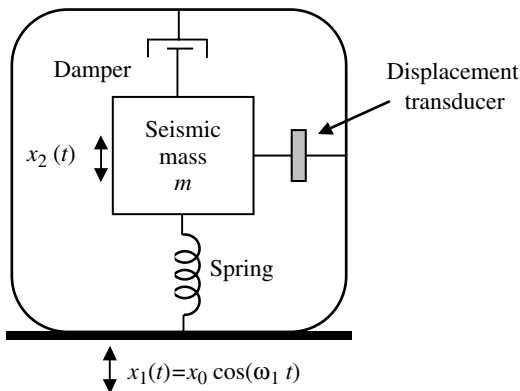 Damper
Displacement
transducer
Seismic
mass
m
x₂ (t)
Spring
x₁(t)=x₀ cos(ω₁ t)